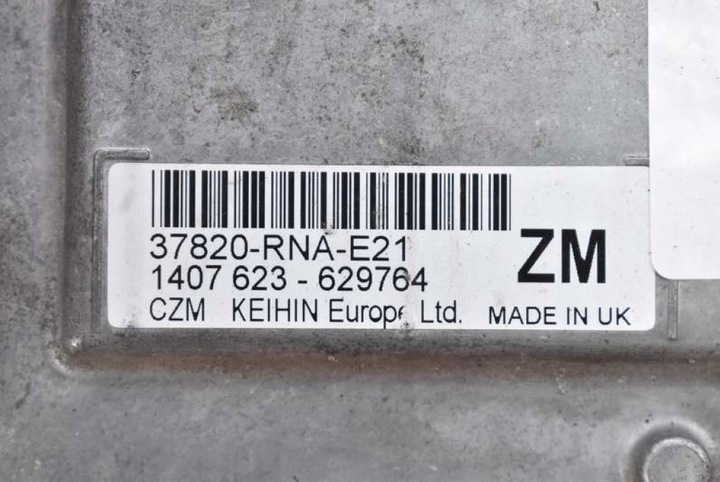 37820-RNA-E21
1407 623 - 629764
CZM KEIHIN Europe Ltd. MADE IN UK
ZM